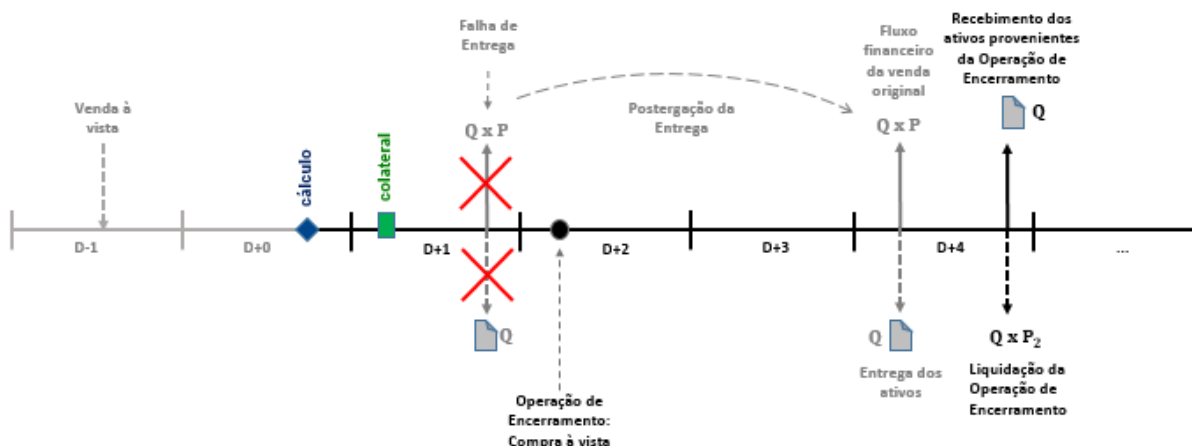 Venda à
vista
cálculo
colateral
Falha de
Entrega
Q x P
Postergação da
Entrega
Fluxo
financeiro
da venda
original
Q x P
Recebimento dos
ativos provenientes
da Operação de
Encerramento
Q
D-1
D+0
D+1
D+2
D+3
D+4
...
Q
Operação de
Encerramento:
Compra à vista
Q
Entrega dos
ativos
Q x P₂
Liquidação da
Operação de
Encerramento